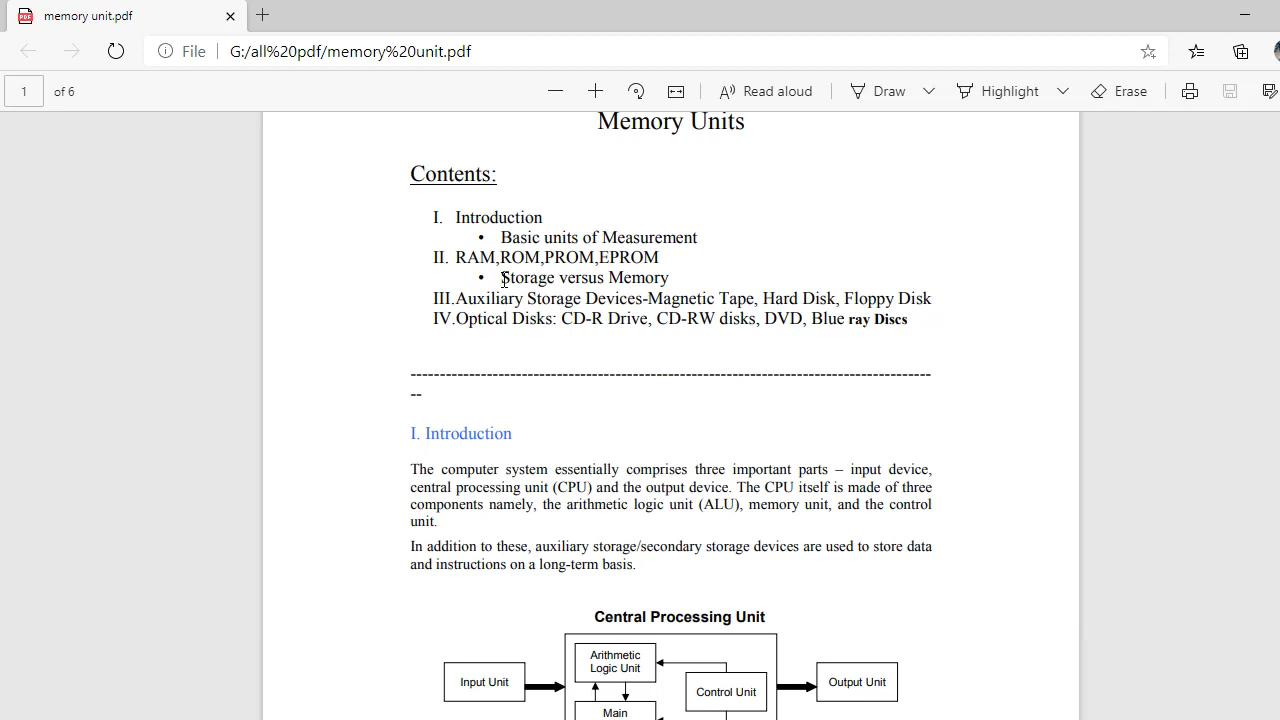 memory unit.pdf
File G:/all%20pdf/memory%20unit.pdf
1 of 6 Read aloud Draw Highlight Erase
Memory Units
Contents:
I. Introduction
• Basic units of Measurement
II. RAM,ROM,PROM,EPROM
• Storage versus Memory
III.Auxiliary Storage Devices-Magnetic Tape, Hard Disk, Floppy Disk
IV.Optical Disks: CD-R Drive, CD-RW disks, DVD, Blue ray Discs
-----------------------------------------------------------------------------------------
--
I. Introduction
The computer system essentially comprises three important parts – input device,
central processing unit (CPU) and the output device. The CPU itself is made of three
components namely, the arithmetic logic unit (ALU), memory unit, and the control
unit.
In addition to these, auxiliary storage/secondary storage devices are used to store data
and instructions on a long-term basis.
Central Processing Unit
Arithmetic
Logic Unit
Input Unit
Control Unit
Output Unit
Main